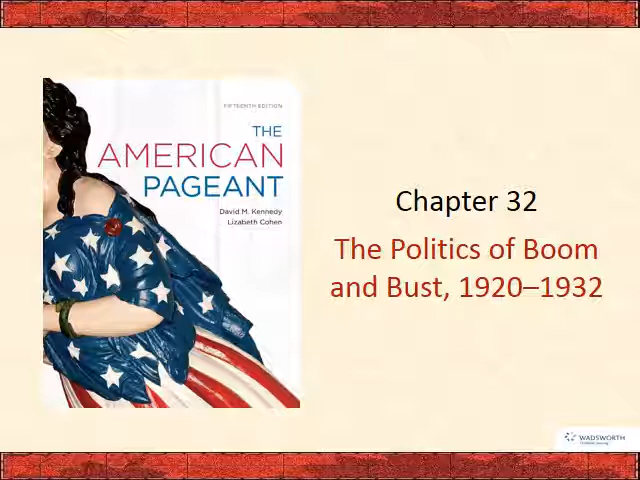 FIFTEENTH EDITION
THE
AMERICAN
PAGEANT
David M. Kennedy
Lizabeth Cohen
Chapter 32
The Politics of Boom
and Bust, 1920–1932
WADSWORTH